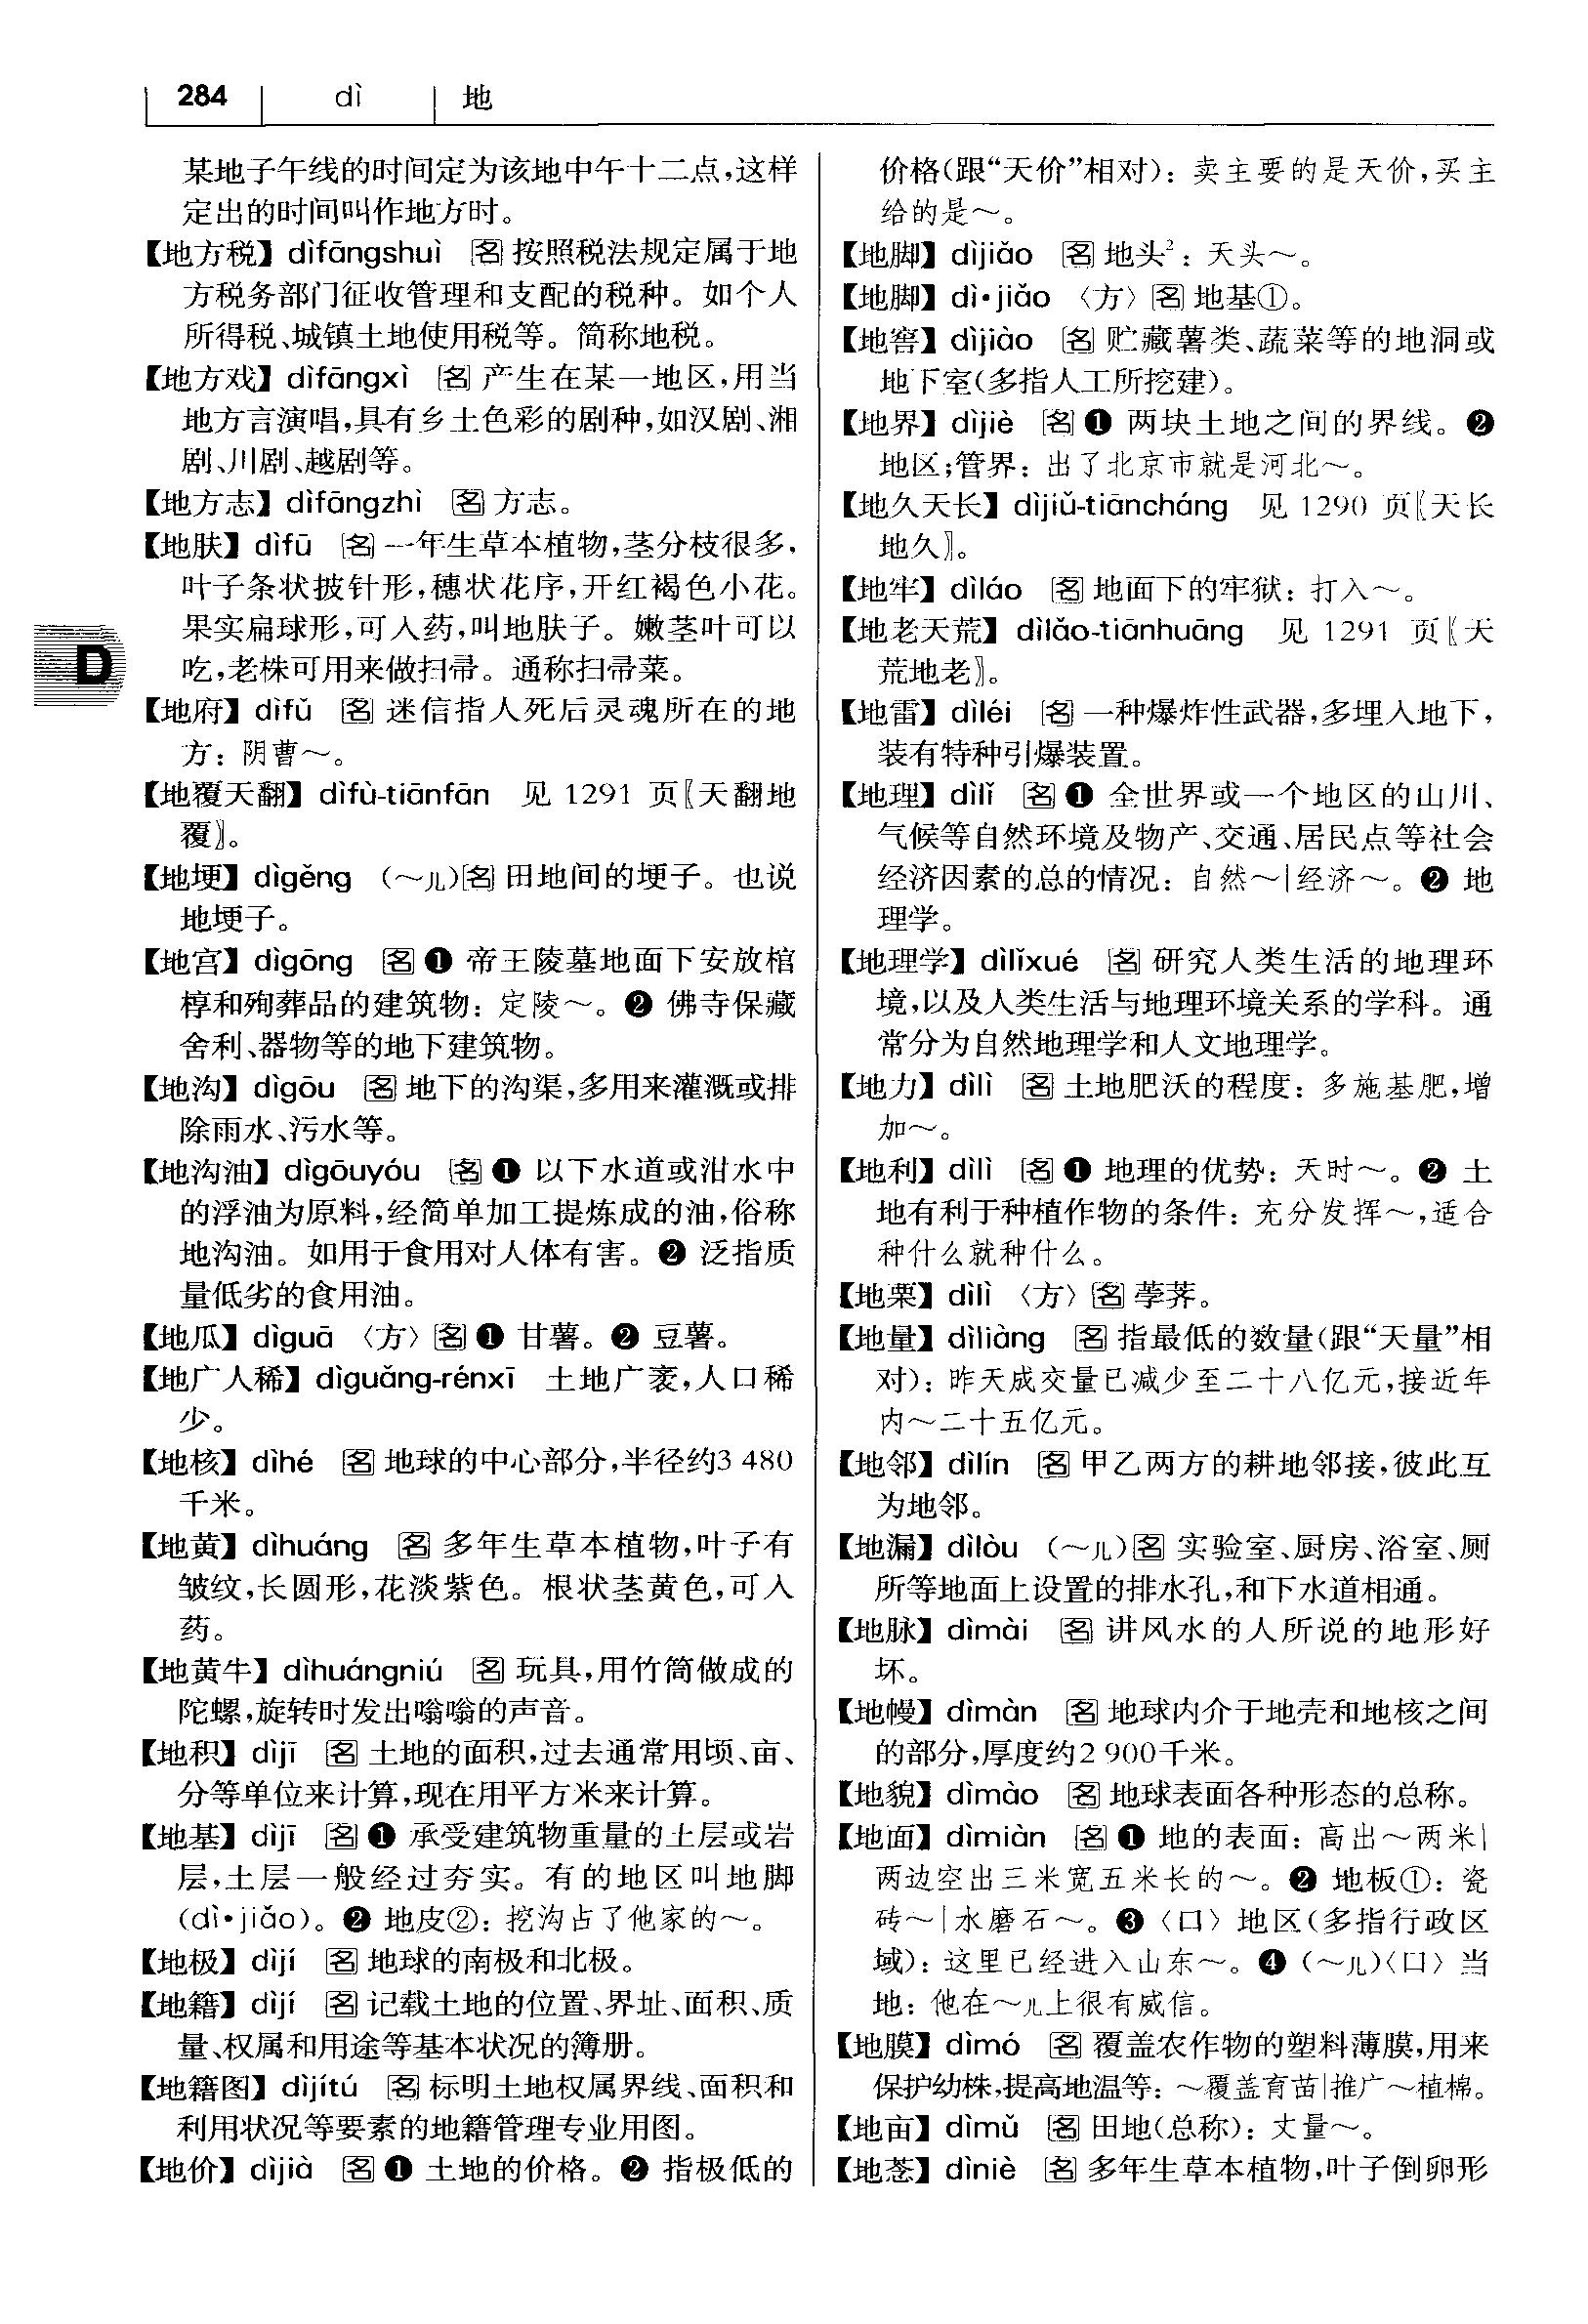 284 dì 地
某地子午线的时间定为该地中午十二点,这样
定出的时间叫作地方时。
【地方税】dìfāngshuì 名 按照税法规定属于地
方税务部门征收管理和支配的税种。如个人
所得税、城镇土地使用税等。简称地税。
【地方戏】dìfāngxì 名 产生在某一地区,用当
地方言演唱,具有乡土色彩的剧种,如汉剧、湘
剧、川剧、越剧等。
【地方志】dìfāngzhì 名 方志。
【地肤】dìfū 名 一年生草本植物,茎分枝很多,
叶子条状披针形,穗状花序,开红褐色小花。
果实扁球形,可入药,叫地肤子。嫩茎叶可以
吃,老株可用来做扫帚。通称扫帚菜。
D
【地府】dìfǔ 名 迷信指人死后灵魂所在的地
方:阴曹~。
【地覆天翻】dìfù-tiānfān 见 1291 页〖天翻地
覆〗。
【地埂】dìgěng (~儿)名 田地间的埂子。也说
地埂子。
【地宫】dìgōng 名 ❶ 帝王陵墓地面下安放棺
椁和殉葬品的建筑物:定陵~。❷ 佛寺保藏
舍利、器物等的地下建筑物。
【地沟】dìgōu 名 地下的沟渠,多用来灌溉或排
除雨水、污水等。
【地沟油】dìgōuyóu 名 ❶ 以下水道或泔水中
的浮油为原料,经简单加工提炼成的油,俗称
地沟油。如用于食用对人体有害。❷ 泛指质
量低劣的食用油。
【地瓜】dìguā 〈方〉名 ❶ 甘薯。❷ 豆薯。
【地广人稀】dìguǎng-rénxī 土地广袤,人口稀
少。
【地核】dìhé 名 地球的中心部分,半径约3 480
千米。
【地黄】dìhuáng 名 多年生草本植物,叶子有
皱纹,长圆形,花淡紫色。根状茎黄色,可入
药。
【地黄牛】dìhuángniú 名 玩具,用竹筒做成的
陀螺,旋转时发出嗡嗡的声音。
【地积】dìjī 名 土地的面积,过去通常用顷、亩、
分等单位来计算,现在用平方米来计算。
【地基】dìjī 名 ❶ 承受建筑物重量的土层或岩
层,土层一般经过夯实。有的地区叫地脚
(dì·jiǎo)。❷ 地皮②:挖沟占了他家的~。
【地极】dìjí 名 地球的南极和北极。
【地籍】dìjí 名 记载土地的位置、界址、面积、质
量、权属和用途等基本状况的簿册。
【地籍图】dìjítú 名 标明土地权属界线、面积和
利用状况等要素的地籍管理专业用图。
【地价】dìjià 名 ❶ 土地的价格。❷ 指极低的
价格(跟“天价”相对):卖主要的是天价,买主
给的是~。
【地脚】dìjiǎo 名 地头²:天头~。
【地脚】dì·jiǎo 〈方〉名 地基①。
【地窖】dìjiào 名 贮藏薯类、蔬菜等的地洞或
地下室(多指人工所挖建)。
【地界】dìjiè 名 ❶ 两块土地之间的界线。❷
地区;管界:出了北京市就是河北~。
【地久天长】dìjiǔ-tiāncháng 见 1290 页〖天长
地久〗。
【地牢】dìláo 名 地面下的牢狱:打入~。
【地老天荒】dìlǎo-tiānhuāng 见 1291 页〖天
荒地老〗。
【地雷】dìléi 名 一种爆炸性武器,多埋入地下,
装有特种引爆装置。
【地理】dìlǐ 名 ❶ 全世界或一个地区的山川、
气候等自然环境及物产、交通、居民点等社会
经济因素的总的情况:自然~|经济~。❷ 地
理学。
【地理学】dìlǐxué 名 研究人类生活的地理环
境,以及人类生活与地理环境关系的学科。通
常分为自然地理学和人文地理学。
【地力】dìlì 名 土地肥沃的程度:多施基肥,增
加~。
【地利】dìlì 名 ❶ 地理的优势:天时~。❷ 土
地有利于种植作物的条件:充分发挥~,适合
种什么就种什么。
【地栗】dìlì 〈方〉名 荸荠。
【地量】dìliàng 名 指最低的数量(跟“天量”相
对):昨天成交量已减少至二十八亿元,接近年
内~二十五亿元。
【地邻】dìlín 名 甲乙两方的耕地邻接,彼此互
为地邻。
【地漏】dìlòu (~儿)名 实验室、厨房、浴室、厕
所等地面上设置的排水孔,和下水道相通。
【地脉】dìmài 名 讲风水的人所说的地形好
坏。
【地幔】dìmàn 名 地球内介于地壳和地核之间
的部分,厚度约2 900千米。
【地貌】dìmào 名 地球表面各种形态的总称。
【地面】dìmiàn 名 ❶ 地的表面:高出~两米|
两边空出三米宽五米长的~。❷ 地板①:瓷
砖~|水磨石~。❸〈口〉地区(多指行政区
域):这里已经进入山东~。❹ (~儿)〈口〉当
地:他在~儿上很有威信。
【地膜】dìmó 名 覆盖农作物的塑料薄膜,用来
保护幼株,提高地温等:~覆盖育苗|推广~植棉。
【地亩】dìmǔ 名 田地(总称):丈量~。
【地苶】dìniè 名 多年生草本植物,叶子倒卵形